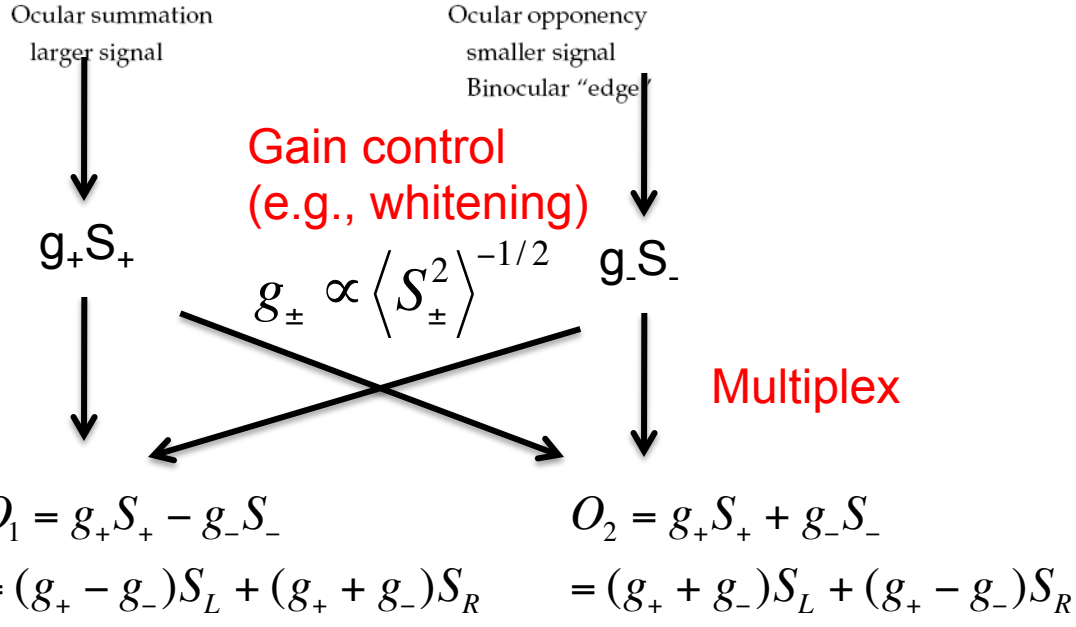 Ocular summation
larger signal
Ocular opponency
smaller signal
Binocular “edge”
Gain control
(e.g., whitening)
g₊S₊
g± ∝ ⟨S±²⟩^−1/2
g₋S₋
Multiplex
O₁ = g₊S₊ − g₋S₋
= (g₊ − g₋)S_L + (g₊ + g₋)S_R
O₂ = g₊S₊ + g₋S₋
= (g₊ + g₋)S_L + (g₊ − g₋)S_R